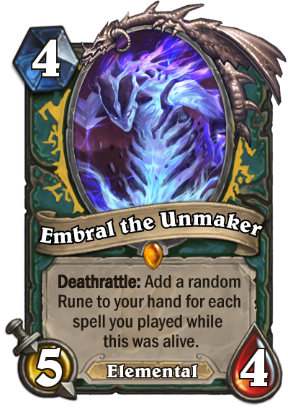 4
Embral the Unmaker
Deathrattle: Add a random
Rune to your hand for each
spell you played while
this was alive.
5
Elemental
4